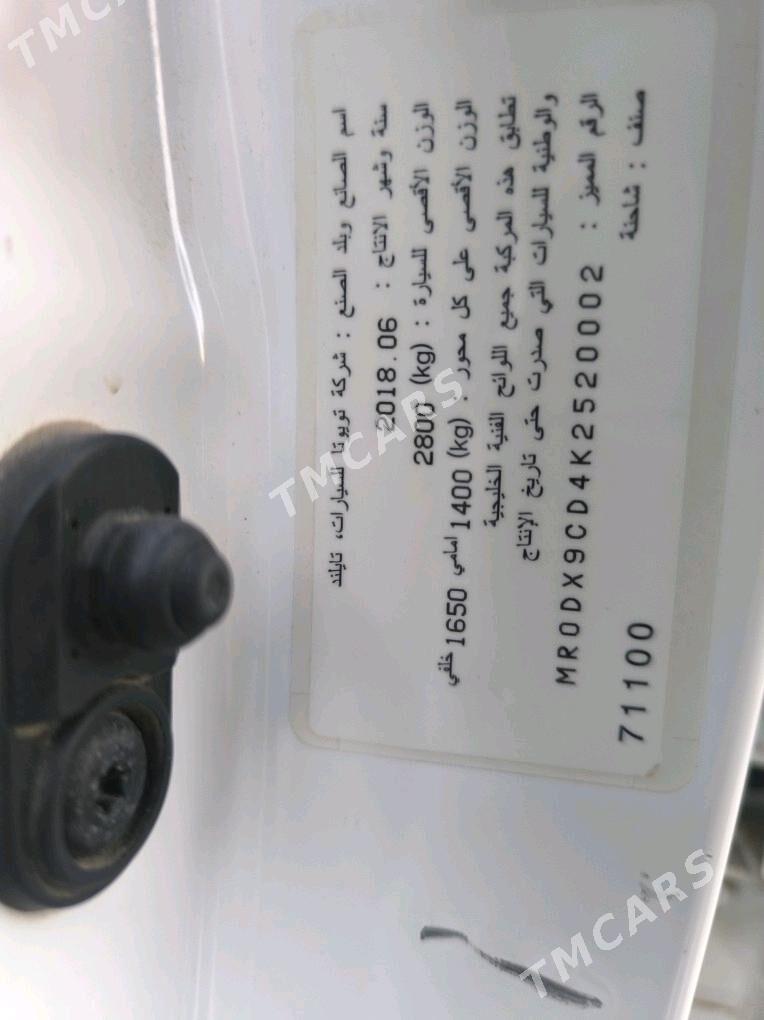 اسم الصانع وبلد الصنع : شركة تويوتا للسيارات، تايلند
سنة وشهر الانتاج : 2018.06
الوزن الأقصى للسيارة : (kg) 2800
الوزن الأقصى على كل محور : (kg) 1400 امامي 1650 خلفي
تطابق هذه المركبة جميع اللوائح الفنية الخليجية
والوطنية للسيارات التي صدرت حتى تاريخ الإنتاج
الرقم المميز : MR0DX9CD4K2520002
صنف : شاحنة
71100
TMCARS
TMCARS
TMCARS